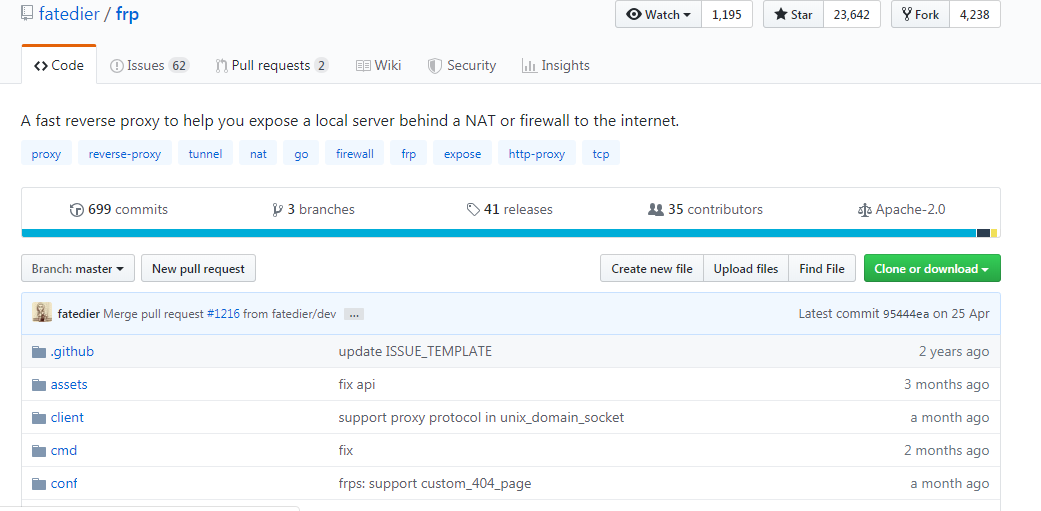 fatedier / frp
Watch 1,195 Star 23,642 Fork 4,238
Code Issues 62 Pull requests 2 Wiki Security Insights
A fast reverse proxy to help you expose a local server behind a NAT or firewall to the internet.
proxy reverse-proxy tunnel nat go firewall frp expose http-proxy tcp
699 commits 3 branches 41 releases 35 contributors Apache-2.0
Branch: master New pull request Create new file Upload files Find File Clone or download
fatedier Merge pull request #1216 from fatedier/dev ... Latest commit 95444ea on 25 Apr
.github update ISSUE_TEMPLATE 2 years ago
assets fix api 3 months ago
client support proxy protocol in unix_domain_socket a month ago
cmd fix 2 months ago
conf frps: support custom_404_page a month ago